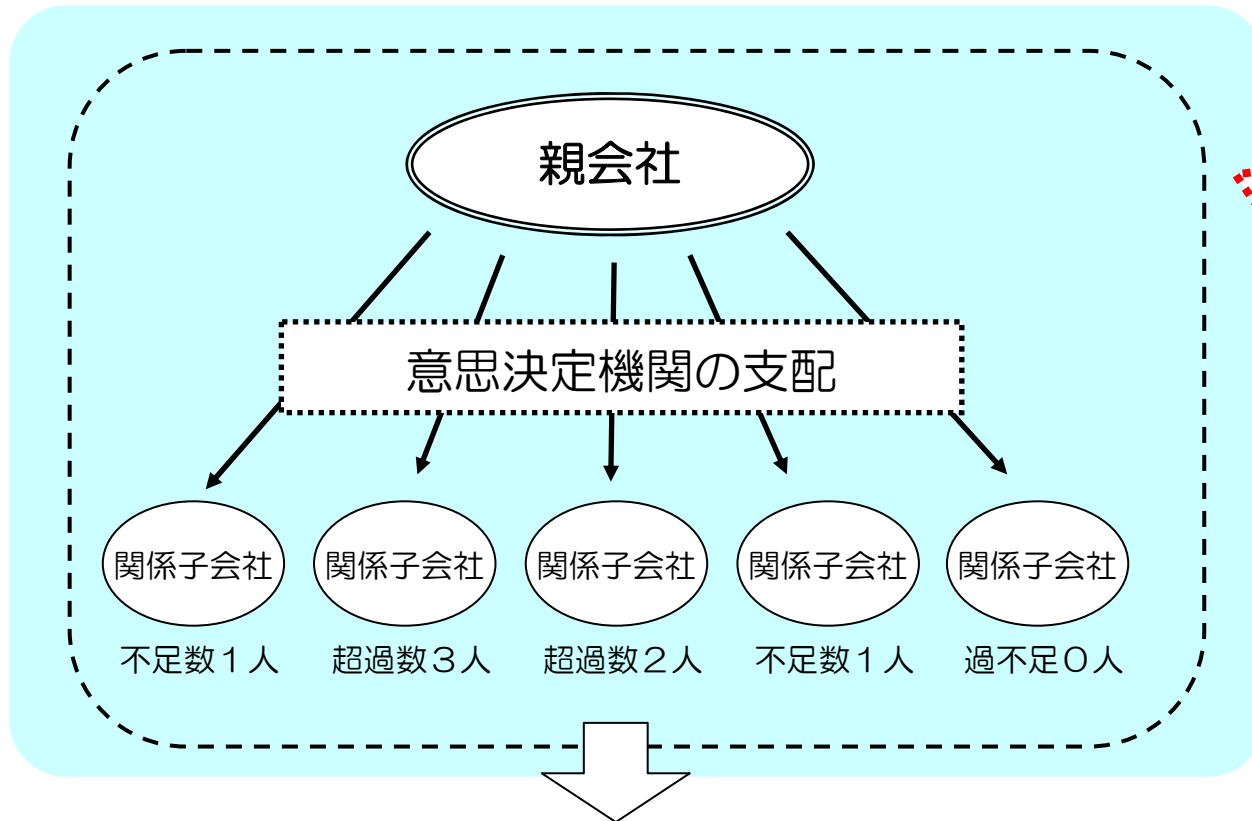 親会社
意思決定機関の支配
関係子会社 関係子会社 関係子会社 関係子会社 関係子会社
不足数１人 超過数３人 超過数２人 不足数１人 過不足０人